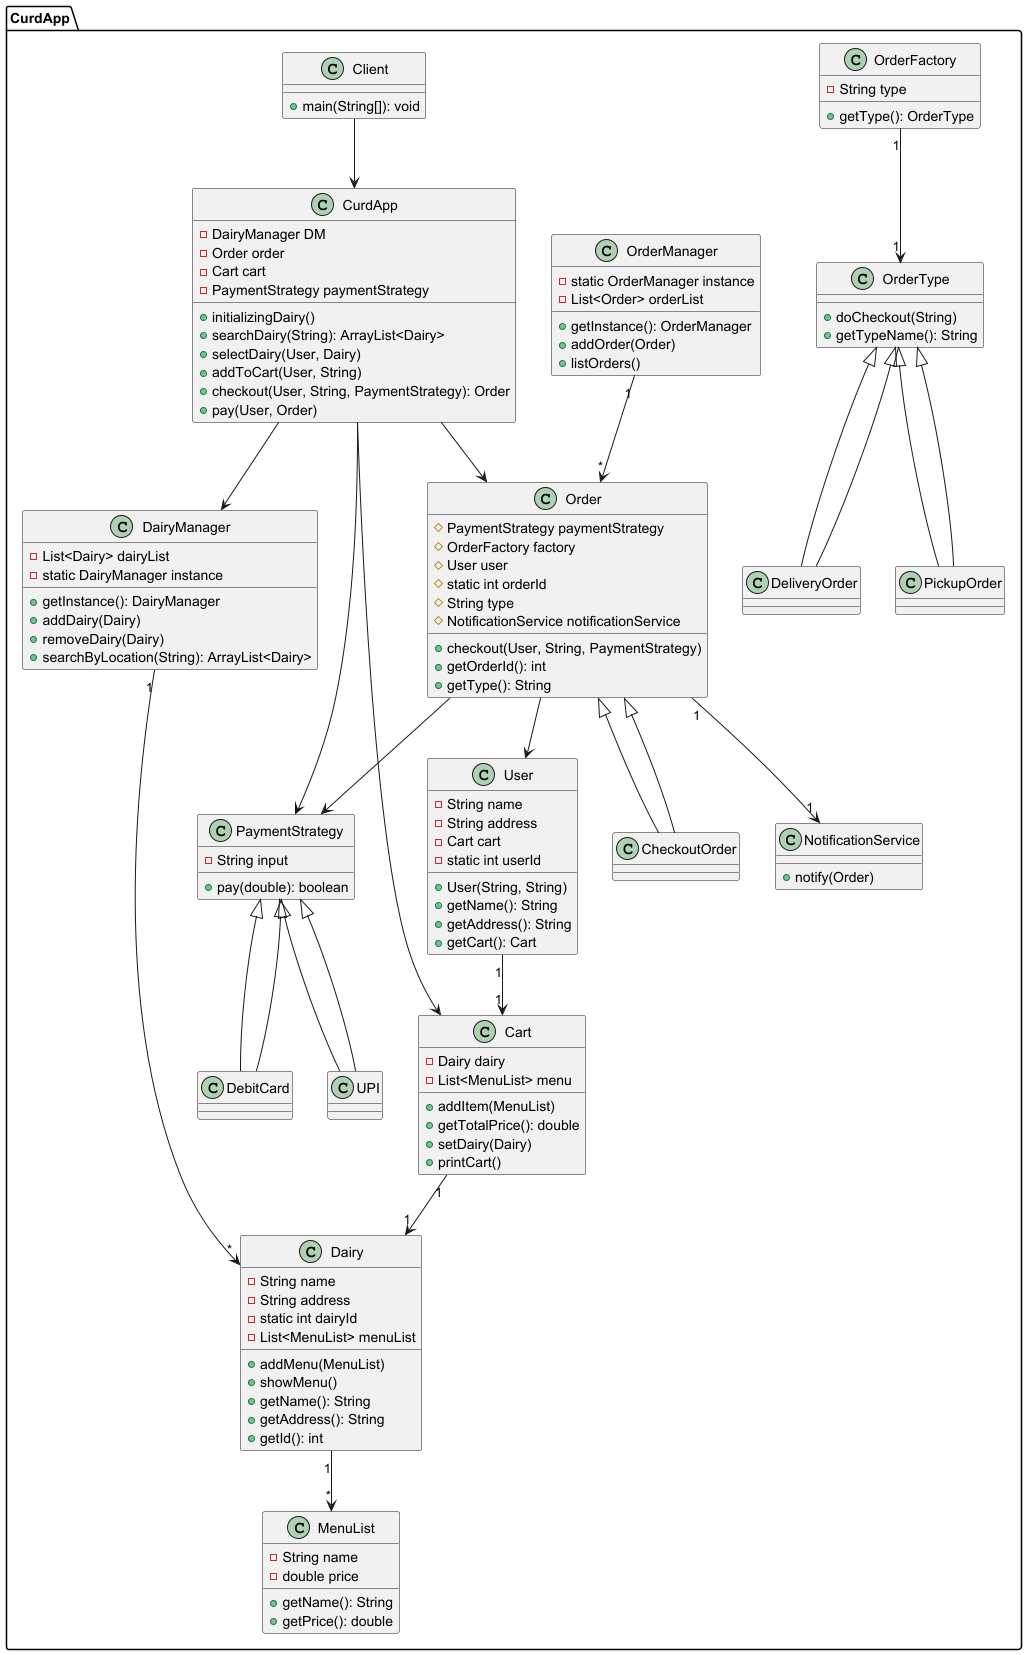 CurdApp
C Client
main(String[]): void
C OrderFactory
String type
getType(): OrderType
1
1
C CurdApp
DairyManager DM
Order order
Cart cart
PaymentStrategy paymentStrategy
initializingDairy()
searchDairy(String): ArrayList<Dairy>
selectDairy(User, Dairy)
addToCart(User, String)
checkout(User, String, PaymentStrategy): Order
pay(User, Order)
C OrderManager
static OrderManager instance
List<Order> orderList
getInstance(): OrderManager
addOrder(Order)
listOrders()
1
*
C OrderType
doCheckout(String)
getTypeName(): String
C DairyManager
List<Dairy> dairyList
static DairyManager instance
getInstance(): DairyManager
addDairy(Dairy)
removeDairy(Dairy)
searchByLocation(String): ArrayList<Dairy>
1
*
C Order
PaymentStrategy paymentStrategy
OrderFactory factory
User user
static int orderId
String type
NotificationService notificationService
checkout(User, String, PaymentStrategy)
getOrderId(): int
getType(): String
1
1
C DeliveryOrder
C PickupOrder
C PaymentStrategy
String input
pay(double): boolean
C User
String name
String address
Cart cart
static int userId
User(String, String)
getName(): String
getAddress(): String
getCart(): Cart
1
1
C CheckoutOrder
C NotificationService
notify(Order)
C DebitCard
C UPI
C Cart
Dairy dairy
List<MenuList> menu
addItem(MenuList)
getTotalPrice(): double
setDairy(Dairy)
printCart()
1
1
C Dairy
String name
String address
static int dairyId
List<MenuList> menuList
addMenu(MenuList)
showMenu()
getName(): String
getAddress(): String
getId(): int
1
*
C MenuList
String name
double price
getName(): String
getPrice(): double